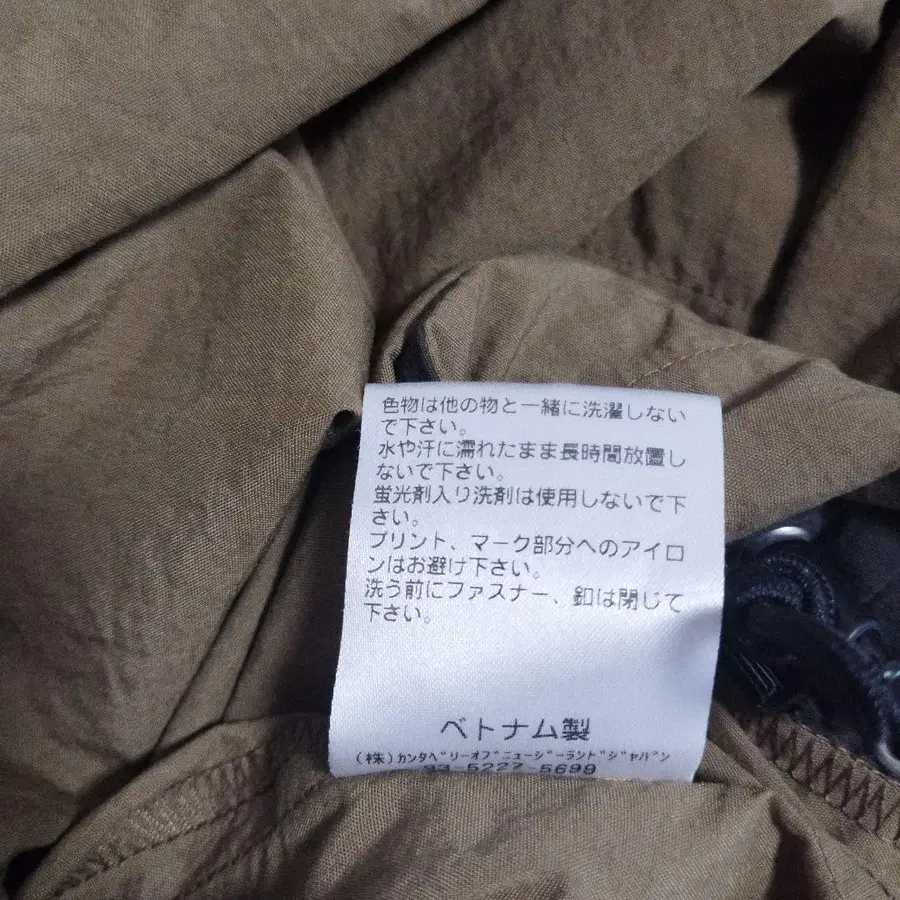 色物は他の物と一緒に洗濯しない
で下さい。
水や汗に濡れたまま長時間放置し
ないで下さい。
蛍光剤入り洗剤は使用しないで下
さい。
プリント、マーク部分へのアイロ
ンはお避け下さい。
洗う前にファスナー、釦は閉じて
下さい。
ベトナム製
(株)ｶﾝﾀﾍﾞﾘｰｵﾌﾞﾆｭｰｼﾞｰﾗﾝﾄﾞｼﾞｬﾊﾟﾝ
03-5227-5699